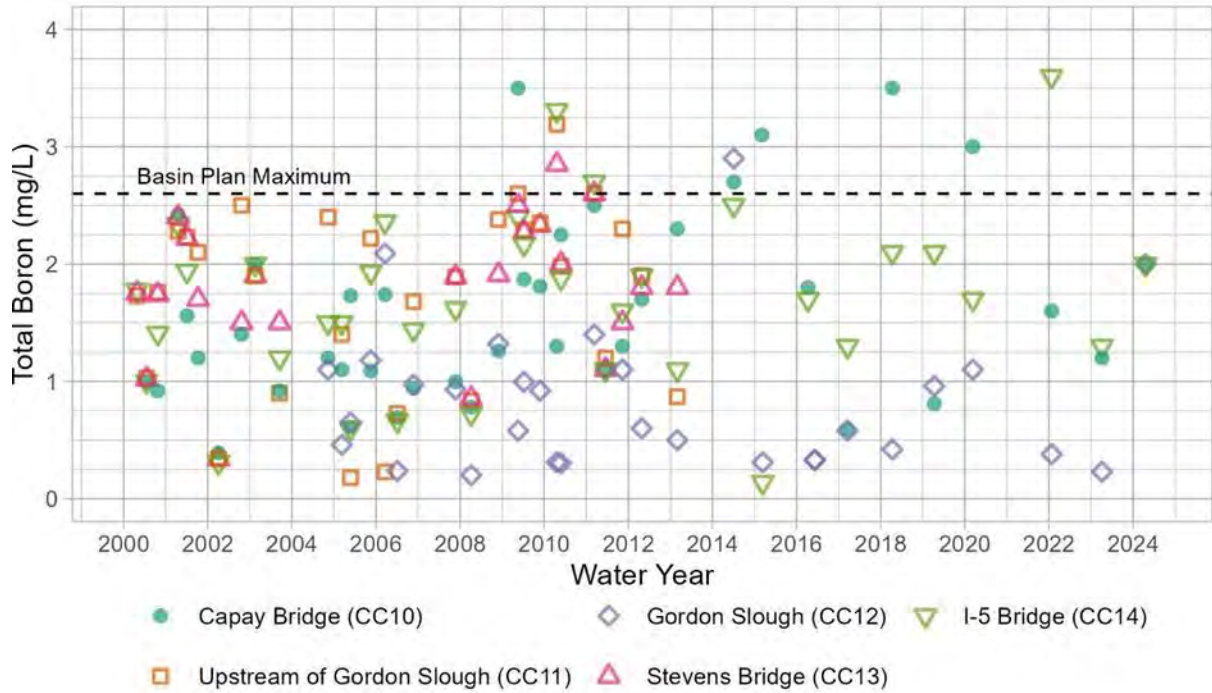 4
3
2
1
0
Total Boron (mg/L)
Basin Plan Maximum
2000 2002 2004 2006 2008 2010 2012 2014 2016 2018 2020 2022 2024
Water Year
Capay Bridge (CC10) Gordon Slough (CC12) I-5 Bridge (CC14)
Upstream of Gordon Slough (CC11) Stevens Bridge (CC13)